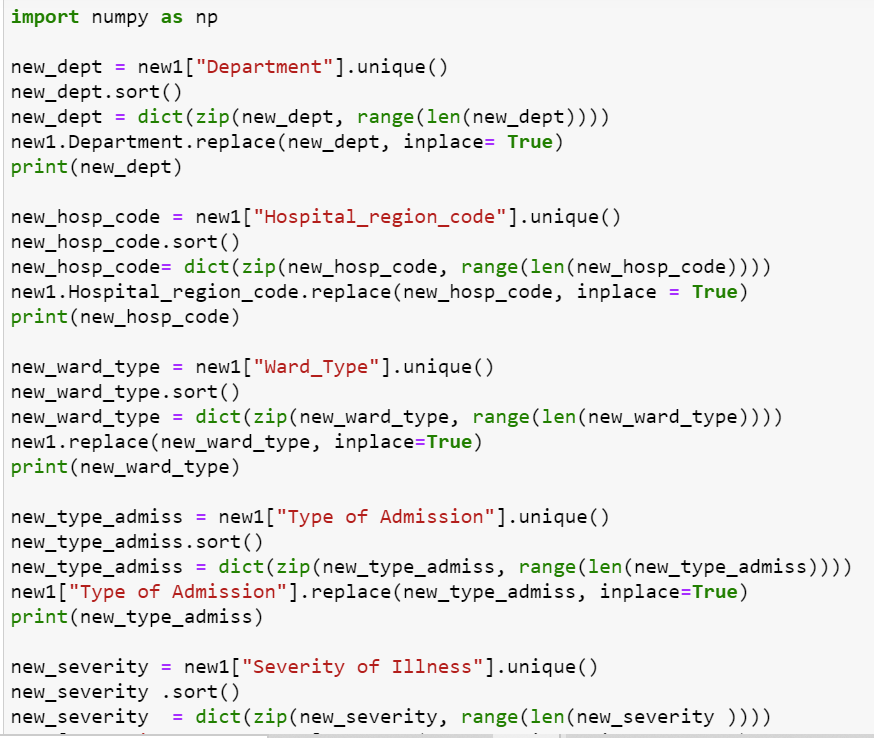 import numpy as np
new_dept = new1["Department"].unique()
new_dept.sort()
new_dept = dict(zip(new_dept, range(len(new_dept))))
new1.Department.replace(new_dept, inplace= True)
print(new_dept)
new_hosp_code = new1["Hospital_region_code"].unique()
new_hosp_code.sort()
new_hosp_code= dict(zip(new_hosp_code, range(len(new_hosp_code))))
new1.Hospital_region_code.replace(new_hosp_code, inplace = True)
print(new_hosp_code)
new_ward_type = new1["Ward_Type"].unique()
new_ward_type.sort()
new_ward_type = dict(zip(new_ward_type, range(len(new_ward_type))))
new1.replace(new_ward_type, inplace=True)
print(new_ward_type)
new_type_admiss = new1["Type of Admission"].unique()
new_type_admiss.sort()
new_type_admiss = dict(zip(new_type_admiss, range(len(new_type_admiss))))
new1["Type of Admission"].replace(new_type_admiss, inplace=True)
print(new_type_admiss)
new_severity = new1["Severity of Illness"].unique()
new_severity .sort()
new_severity  = dict(zip(new_severity, range(len(new_severity ))))